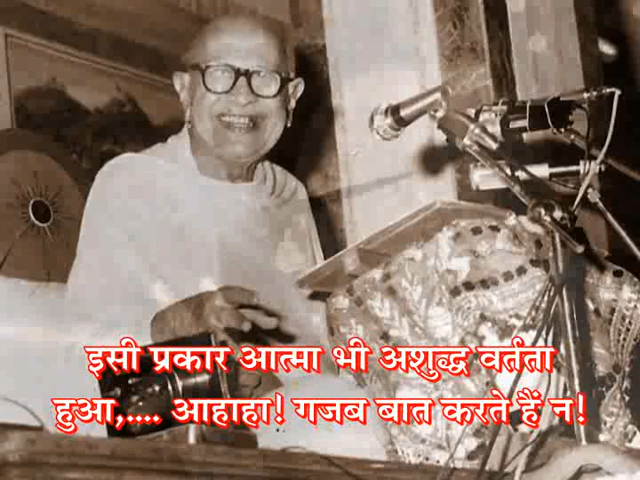 इसी प्रकार आत्मा भी अशुद्ध वर्तता
हुआ,.... आहाहा! गजब बात करते हैं न!